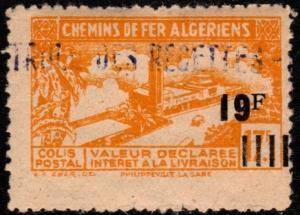 CHEMINS DE FER ALGERIENS
DES RECETTES
19F
COLIS POSTAL
VALEUR DECLAREE
INTERET A LA LIVRAISON
PHILIPPEVILLE LA GARE